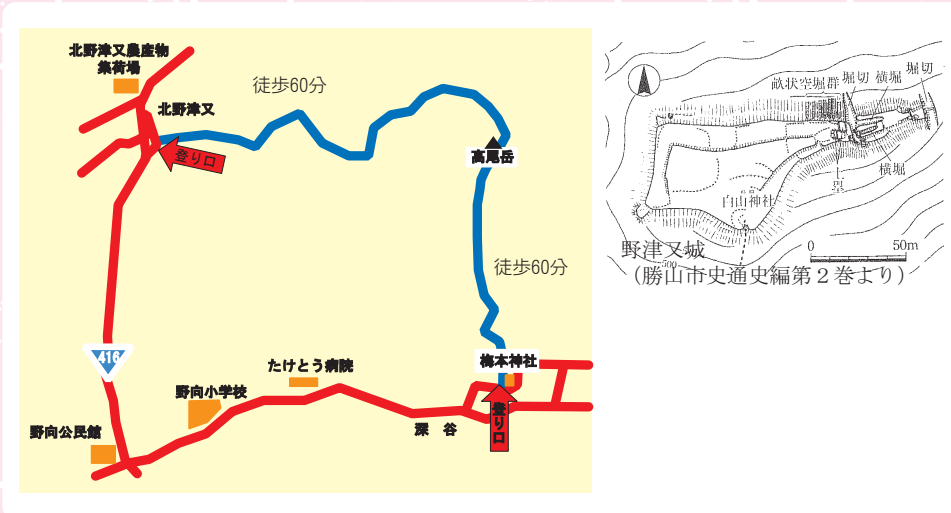 北野津又農産物
集荷場
北野津又
徒歩60分
登り口
高尾岳
徒歩60分
416
たけとう病院
梅本神社
野向小学校
登り口
深 谷
野向公民館
畝状空堀群
堀切
横堀
堀切
土塁
横堀
白山神社
0 50m
500
野津又城
（勝山市史通史編第２巻より）